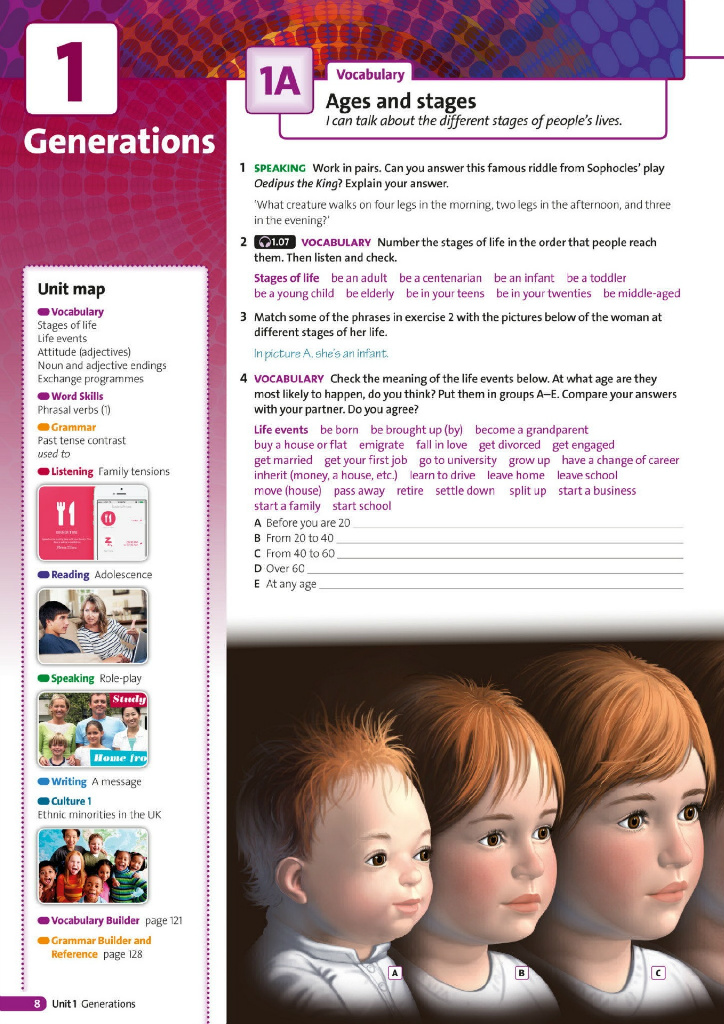 1
Generations
1A
Vocabulary
Ages and stages
I can talk about the different stages of people's lives.
1 SPEAKING Work in pairs. Can you answer this famous riddle from Sophocles' play
Oedipus the King? Explain your answer.
'What creature walks on four legs in the morning, two legs in the afternoon, and three
in the evening?'
2 1.07 VOCABULARY Number the stages of life in the order that people reach
them. Then listen and check.
Stages of life be an adult be a centenarian be an infant be a toddler
be a young child be elderly be in your teens be in your twenties be middle-aged
3 Match some of the phrases in exercise 2 with the pictures below of the woman at
different stages of her life.
In picture A, she's an infant.
4 VOCABULARY Check the meaning of the life events below. At what age are they
most likely to happen, do you think? Put them in groups A–E. Compare your answers
with your partner. Do you agree?
Life events be born be brought up (by) become a grandparent
buy a house or flat emigrate fall in love get divorced get engaged
get married get your first job go to university grow up have a change of career
inherit (money, a house, etc.) learn to drive leave home leave school
move (house) pass away retire settle down split up start a business
start a family start school
A Before you are 20
B From 20 to 40
C From 40 to 60
D Over 60
E At any age
Unit map
Vocabulary
Stages of life
Life events
Attitude (adjectives)
Noun and adjective endings
Exchange programmes
Word Skills
Phrasal verbs (1)
Grammar
Past tense contrast
used to
Listening Family tensions
Reading Adolescence
Speaking Role-play
Study
Home fro
Writing A message
Culture 1
Ethnic minorities in the UK
Vocabulary Builder page 121
Grammar Builder and
Reference page 128
A
B
C
8 Unit 1 Generations